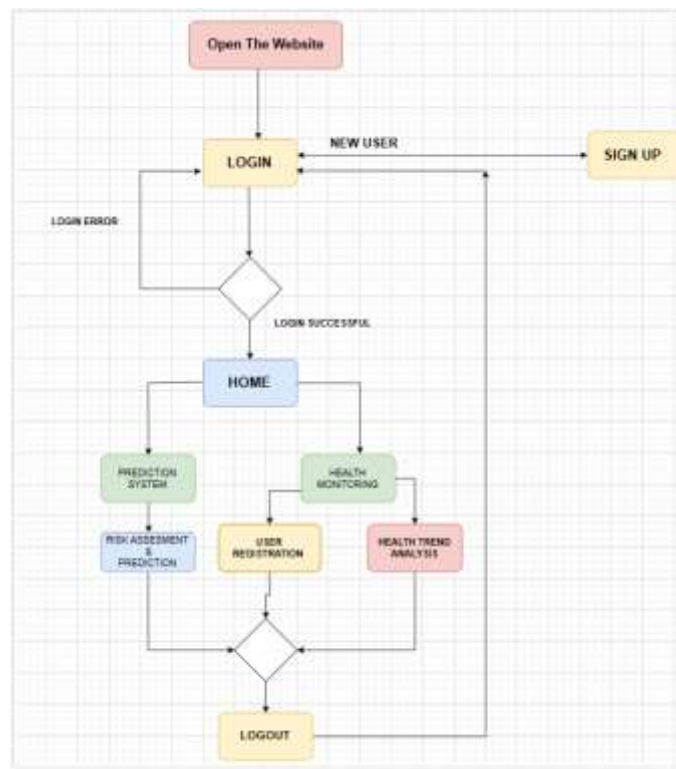 Open The Website
NEW USER
LOGIN
SIGN UP
LOGIN ERROR
LOGIN SUCCESSFUL
HOME
PREDICTION
SYSTEM
HEALTH
MONITORING
RISK ASSESMENT
&
PREDICTION
USER
REGISTRATION
HEALTH TREND
ANALYSIS
LOGOUT